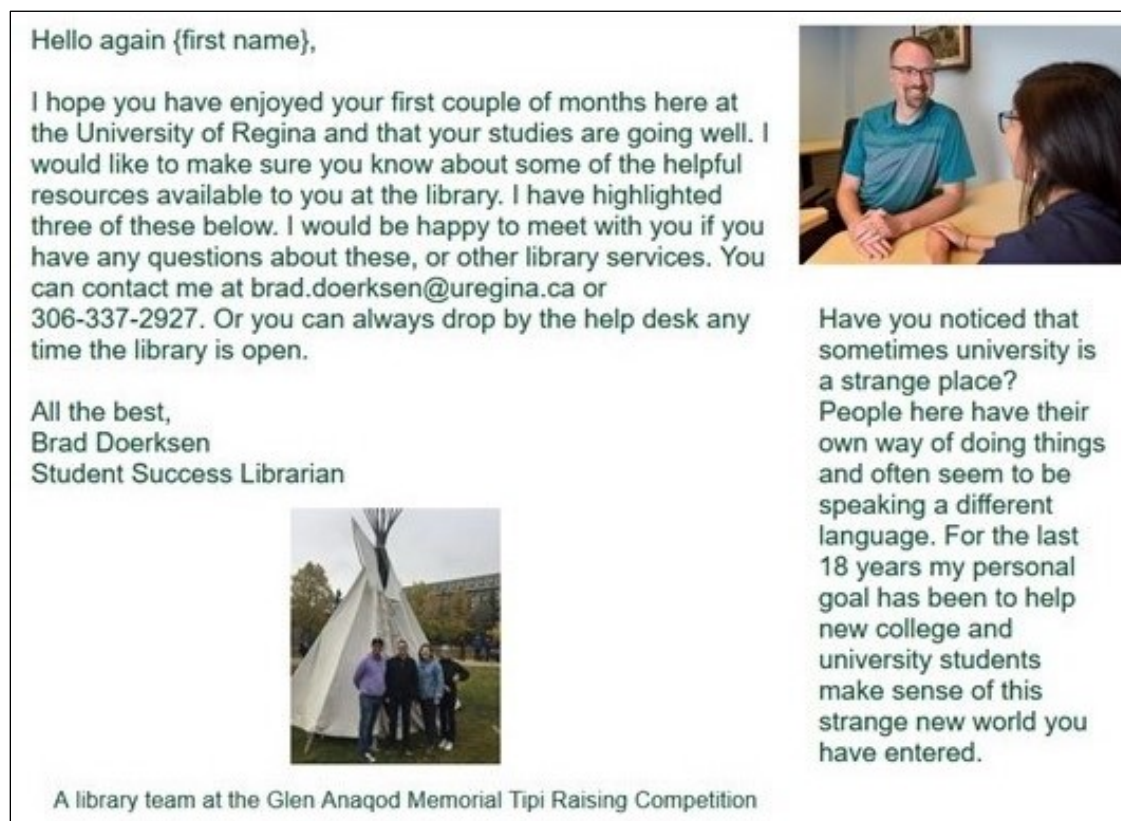 Hello again {first name},
I hope you have enjoyed your first couple of months here at
the University of Regina and that your studies are going well. I
would like to make sure you know about some of the helpful
resources available to you at the library. I have highlighted
three of these below. I would be happy to meet with you if you
have any questions about these, or other library services. You
can contact me at brad.doerksen@uregina.ca or
306-337-2927. Or you can always drop by the help desk any
time the library is open.
All the best,
Brad Doerksen
Student Success Librarian
A library team at the Glen Anaqod Memorial Tipi Raising Competition
Have you noticed that
sometimes university is
a strange place?
People here have their
own way of doing things
and often seem to be
speaking a different
language. For the last
18 years my personal
goal has been to help
new college and
university students
make sense of this
strange new world you
have entered.